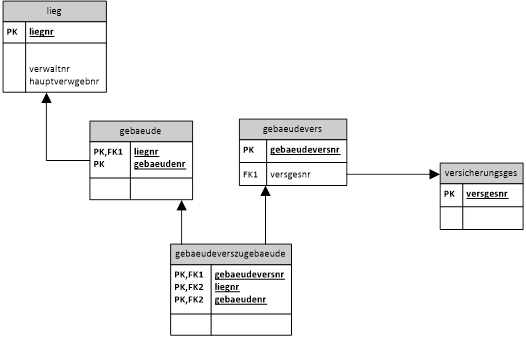 lieg
PK liegnr
verwaltnr
hauptverwgebnr
gebaeude
PK,FK1 liegnr
PK gebaeudenr
gebaeudevers
PK gebaeudeversnr
FK1 versgesnr
versicherungsges
PK versgesnr
gebaeudeverszugebaeude
PK,FK1 gebaeudeversnr
PK,FK2 liegnr
PK,FK2 gebaeudenr